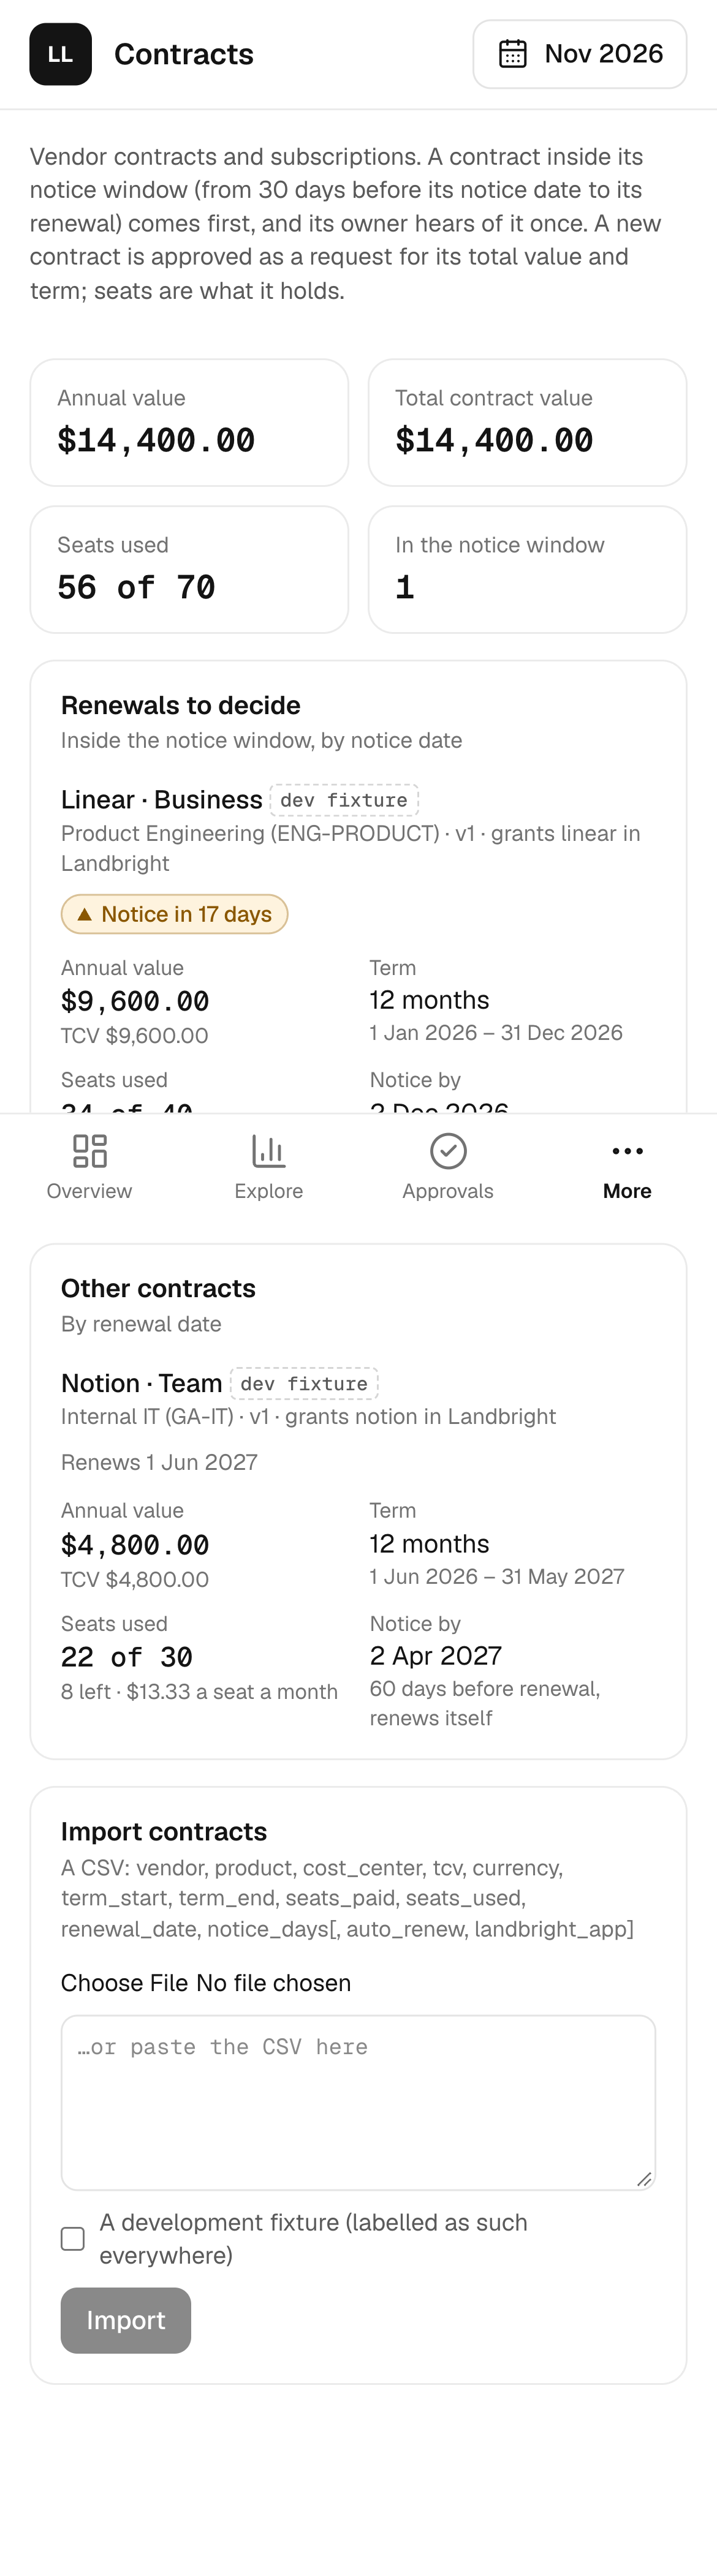 LL
Contracts
Nov 2026
Vendor contracts and subscriptions. A contract inside its
notice window (from 30 days before its notice date to its
renewal) comes first, and its owner hears of it once. A new
contract is approved as a request for its total value and
term; seats are what it holds.
Annual value
$14,400.00
Total contract value
$14,400.00
Seats used
56 of 70
In the notice window
1
Renewals to decide
Inside the notice window, by notice date
Linear · Business dev fixture
Product Engineering (ENG-PRODUCT) · v1 · grants linear in
Landbright
▲ Notice in 17 days
Annual value
$9,600.00
TCV $9,600.00
Term
12 months
1 Jan 2026 – 31 Dec 2026
Seats used
34 of 40
Notice by
2 Dec 2026
Overview
Explore
Approvals
More
Other contracts
By renewal date
Notion · Team dev fixture
Internal IT (GA-IT) · v1 · grants notion in Landbright
Renews 1 Jun 2027
Annual value
$4,800.00
TCV $4,800.00
Term
12 months
1 Jun 2026 – 31 May 2027
Seats used
22 of 30
8 left · $13.33 a seat a month
Notice by
2 Apr 2027
60 days before renewal,
renews itself
Import contracts
A CSV: vendor, product, cost_center, tcv, currency,
term_start, term_end, seats_paid, seats_used,
renewal_date, notice_days[, auto_renew, landbright_app]
Choose File No file chosen
…or paste the CSV here
A development fixture (labelled as such
everywhere)
Import